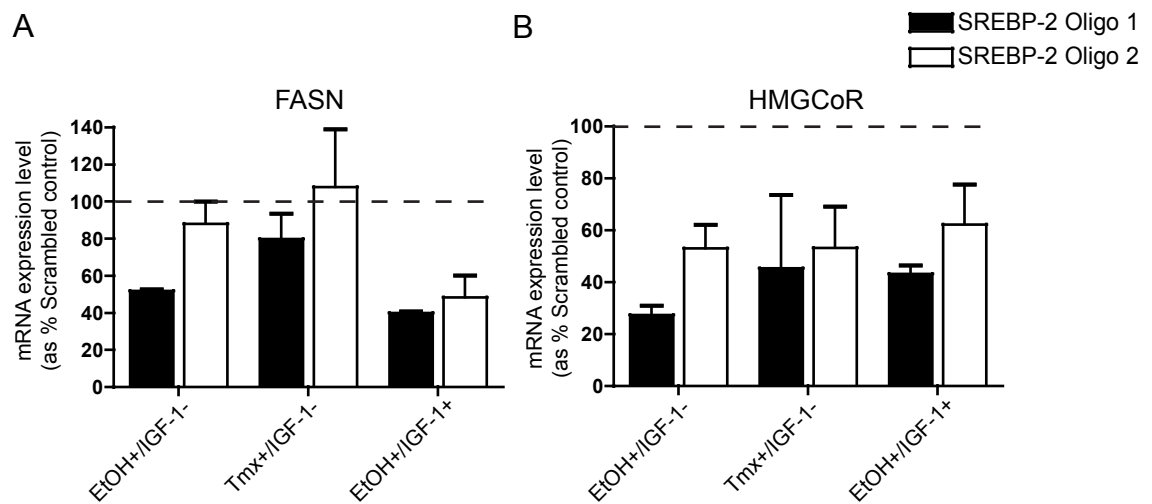 A
B
SREBP-2 Oligo 1
SREBP-2 Oligo 2
FASN
mRNA expression level
(as % Scrambled control)
140
120
100
80
60
40
20
0
EtOH+/IGF-1-
Tmx+/IGF-1-
EtOH+/IGF-1+
HMGCoR
mRNA expression level
(as % Scrambled control)
100
80
60
40
20
0
EtOH+/IGF-1-
Tmx+/IGF-1-
EtOH+/IGF-1+